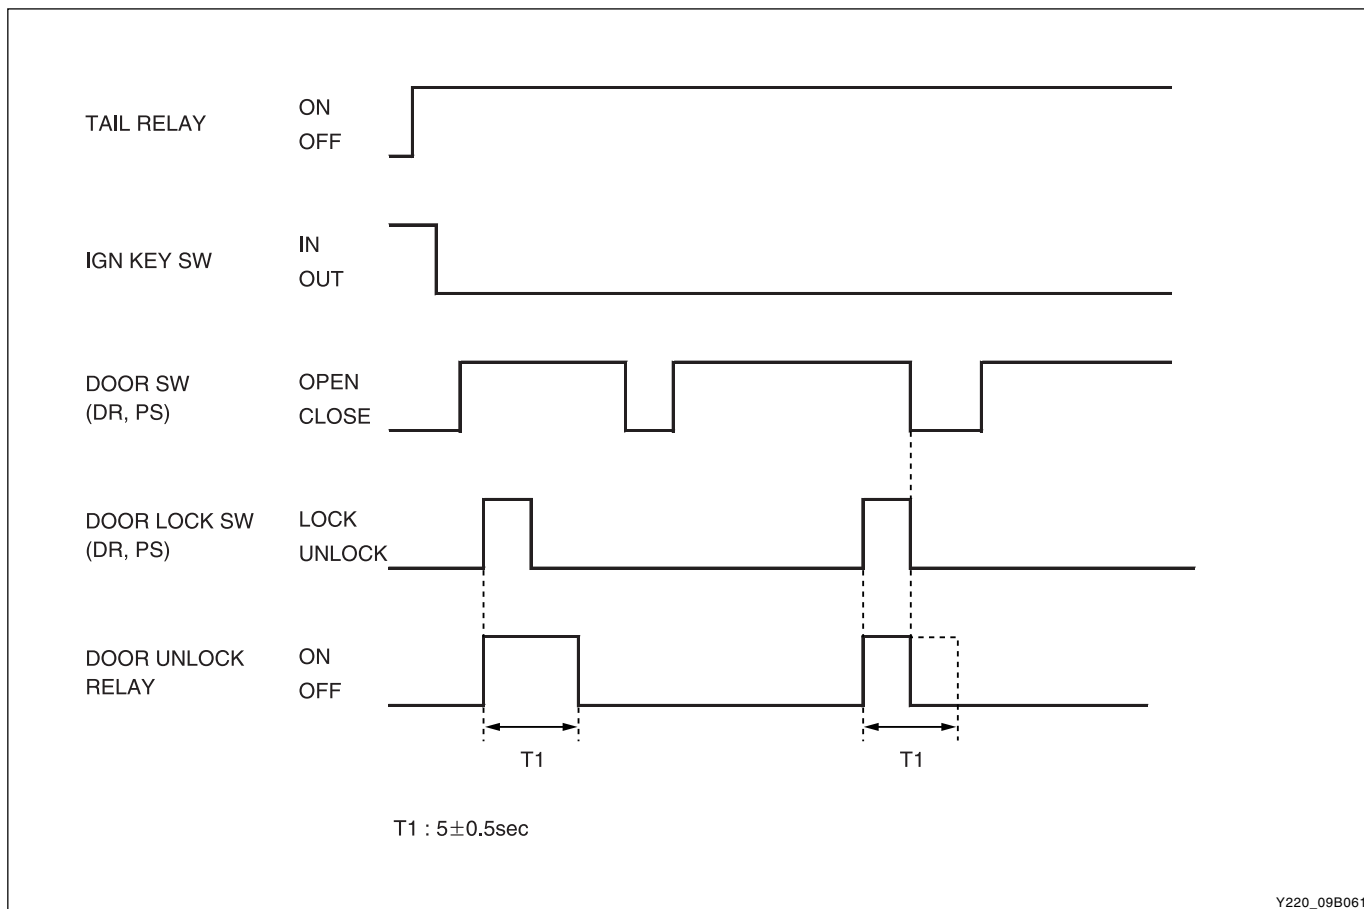 TAIL RELAY
ON
OFF
IGN KEY SW
IN
OUT
DOOR SW
(DR, PS)
OPEN
CLOSE
DOOR LOCK SW
(DR, PS)
LOCK
UNLOCK
DOOR UNLOCK
RELAY
ON
OFF
T1
T1
T1 : 5±0.5sec
Y220_09B061